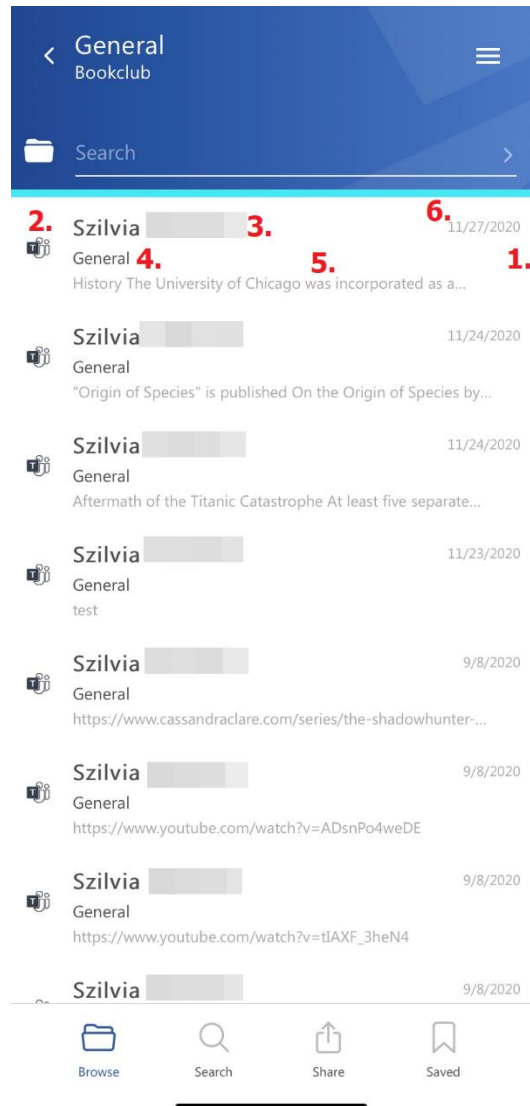 General
Bookclub
Search
2. Szilvia 3. 6. 11/27/2020
General 4. 5. 1.
History The University of Chicago was incorporated as a...
Szilvia 11/24/2020
General
"Origin of Species" is published On the Origin of Species by...
Szilvia 11/24/2020
General
Aftermath of the Titanic Catastrophe At least five separate...
Szilvia 11/23/2020
General
test
Szilvia 9/8/2020
General
https://www.cassandraclare.com/series/the-shadowhunter-...
Szilvia 9/8/2020
General
https://www.youtube.com/watch?v=ADsnPo4weDE
Szilvia 9/8/2020
General
https://www.youtube.com/watch?v=tIAXF_3heN4
Szilvia 9/8/2020
Browse Search Share Saved